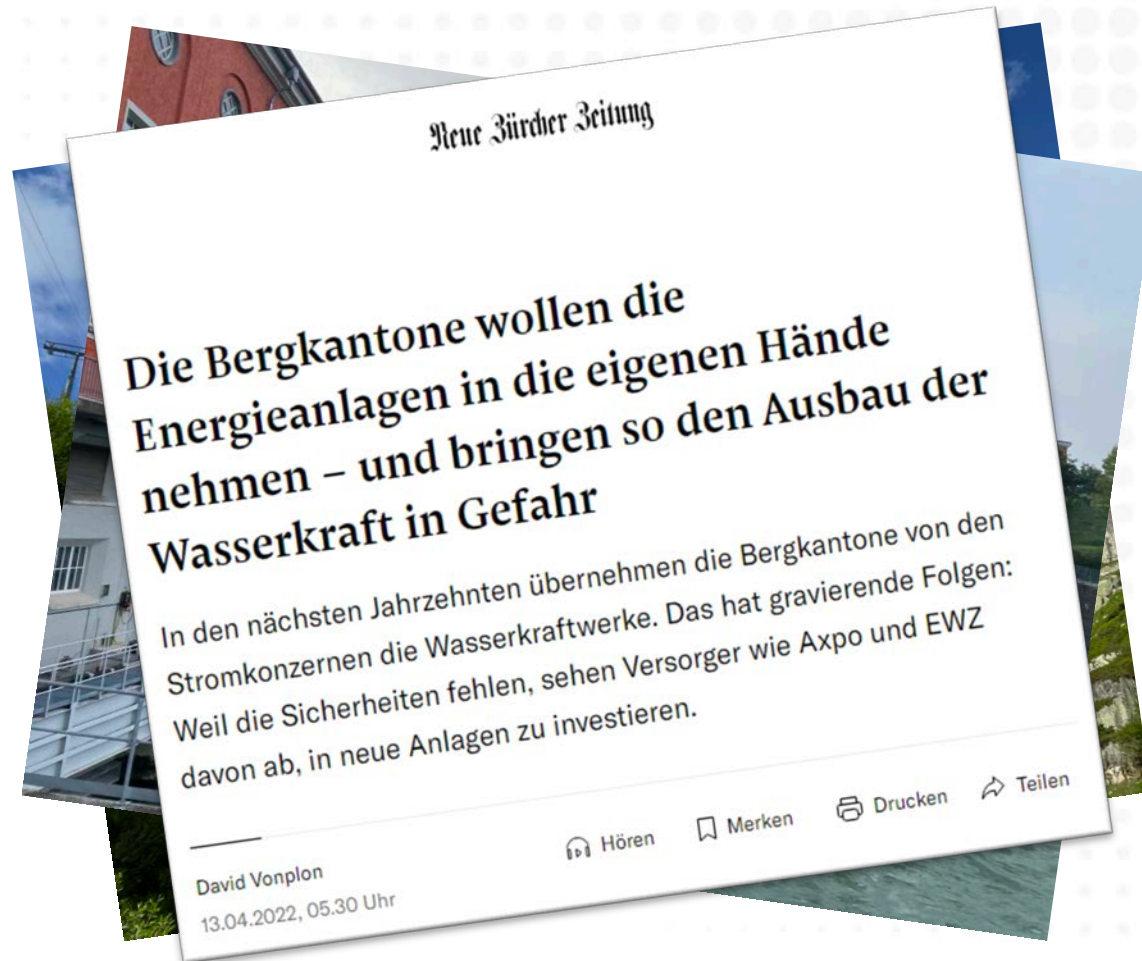 Neue Zürcher Zeitung
Die Bergkantone wollen die
Energieanlagen in die eigenen Hände
nehmen – und bringen so den Ausbau der
Wasserkraft in Gefahr
In den nächsten Jahrzehnten übernehmen die Bergkantone von den
Stromkonzernen die Wasserkraftwerke. Das hat gravierende Folgen:
Weil die Sicherheiten fehlen, sehen Versorger wie Axpo und EWZ
davon ab, in neue Anlagen zu investieren.
Hören Merken Drucken Teilen
David Vonplon
13.04.2022, 05.30 Uhr